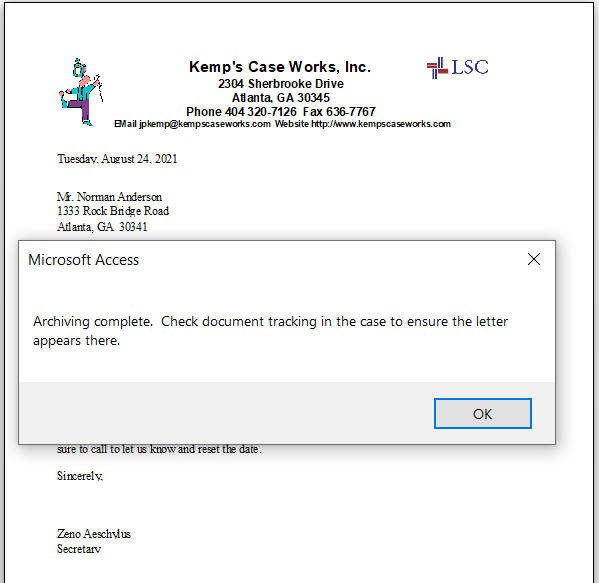 Kemp's Case Works, Inc.
LSC
2304 Sherbrooke Drive
Atlanta, GA 30345
Phone 404 320-7126 Fax 636-7767
EMail jpkemp@kempscaseworks.com Website http://www.kempscaseworks.com
Tuesday, August 24, 2021
Mr. Norman Anderson
1333 Rock Bridge Road
Atlanta, GA 30341
Microsoft Access
Archiving complete. Check document tracking in the case to ensure the letter
appears there.
OK
sure to call to let us know and reset the date.
Sincerely,
Zeno Aeschylus
Secretary